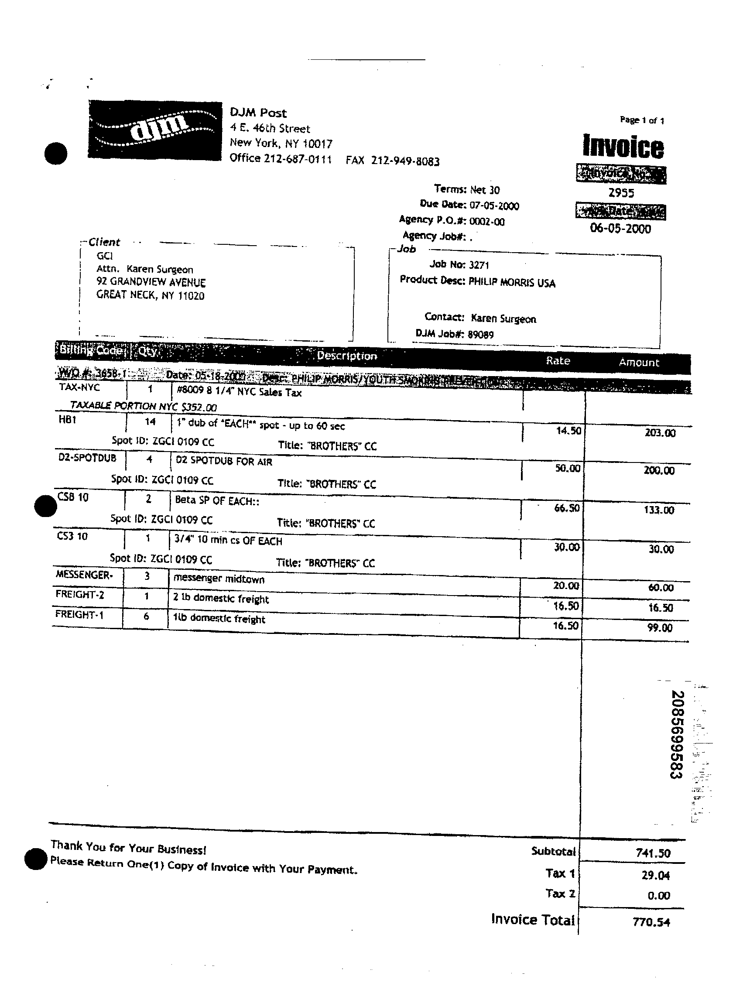 djm
DJM Post
4 E. 46th Street
New York, NY 10017
Office 212-687-0111 FAX 212-949-8083
Page 1 of 1
Invoice
Invoice No.
2955
Date
06-05-2000
Terms: Net 30
Due Date: 07-05-2000
Agency P.O.#: 0002-00
Agency Job#: .
Client
GCI
Attn. Karen Surgeon
92 GRANDVIEW AVENUE
GREAT NECK, NY 11020
Job
Job No: 3271
Product Desc: PHILIP MORRIS USA
Contact: Karen Surgeon
DJM Job#: 89089
Billing Code Qty. Description Rate Amount
W/O #: 3658-1 Date: 05-18-2000 Desc: PHILIP MORRIS/YOUTH SMOKING
TAX-NYC 1 #8009 8 1/4" NYC Sales Tax
TAXABLE PORTION NYC $352.00
HB1 14 1" dub of *EACH** spot - up to 60 sec 14.50 203.00
Spot ID: ZGCI 0109 CC Title: "BROTHERS" CC
D2-SPOTDUB 4 D2 SPOTDUB FOR AIR 50.00 200.00
Spot ID: ZGCI 0109 CC Title: "BROTHERS" CC
CSB 10 2 Beta SP OF EACH:: 66.50 133.00
Spot ID: ZGCI 0109 CC Title: "BROTHERS" CC
CS3 10 1 3/4" 10 min cs OF EACH 30.00 30.00
Spot ID: ZGCI 0109 CC Title: "BROTHERS" CC
MESSENGER- 3 messenger midtown 20.00 60.00
FREIGHT-2 1 2 lb domestic freight 16.50 16.50
FREIGHT-1 6 1lb domestic freight 16.50 99.00
2085699583
Thank You for Your Business!
Please Return One(1) Copy of Invoice with Your Payment.
Subtotal 741.50
Tax 1 29.04
Tax 2 0.00
Invoice Total 770.54